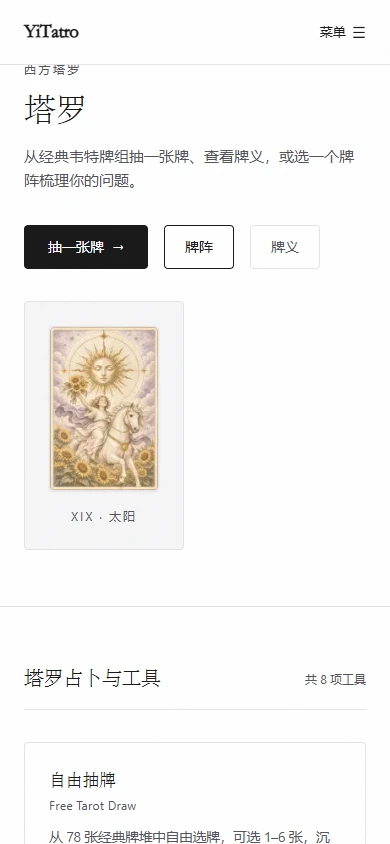 YiTatro
菜单
西方塔罗
塔罗
从经典韦特牌组抽一张牌、查看牌义，或选一个牌
阵梳理你的问题。
抽一张牌 →
牌阵
牌义
XIX · 太阳
塔罗占卜与工具
共 8 项工具
自由抽牌
Free Tarot Draw
从 78 张经典牌堆中自由选牌，可选 1–6 张，沉